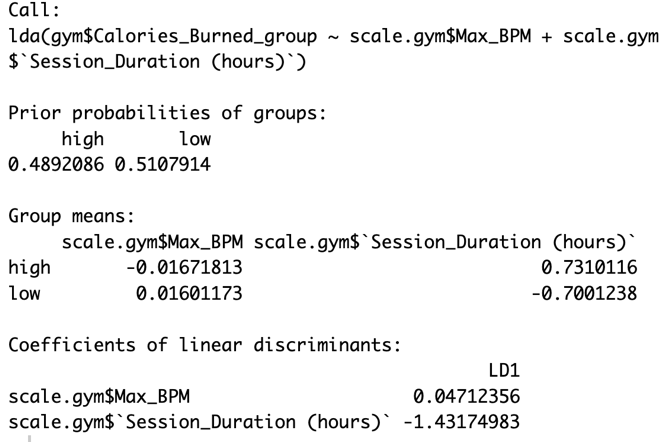 Call:
lda(gym$Calories_Burned_group ~ scale.gym$Max_BPM + scale.gym
$`Session_Duration (hours)`)
Prior probabilities of groups:
high low
0.4892086 0.5107914
Group means:
scale.gym$Max_BPM scale.gym$`Session_Duration (hours)`
high -0.01671813 0.7310116
low 0.01601173 -0.7001238
Coefficients of linear discriminants:
LD1
scale.gym$Max_BPM 0.04712356
scale.gym$`Session_Duration (hours)` -1.43174983